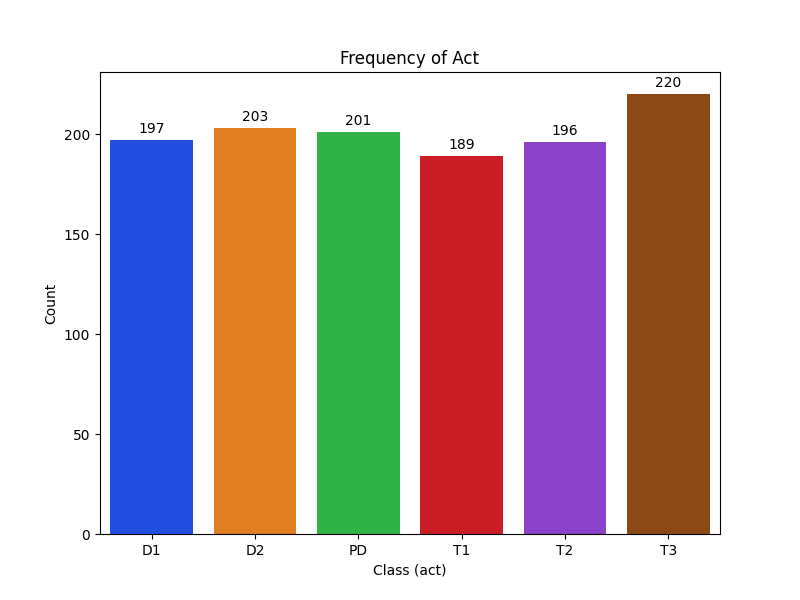 Frequency of Act
220
203
201
197
196
189
200
150
100
50
0
Count
D1 D2 PD T1 T2 T3
Class (act)